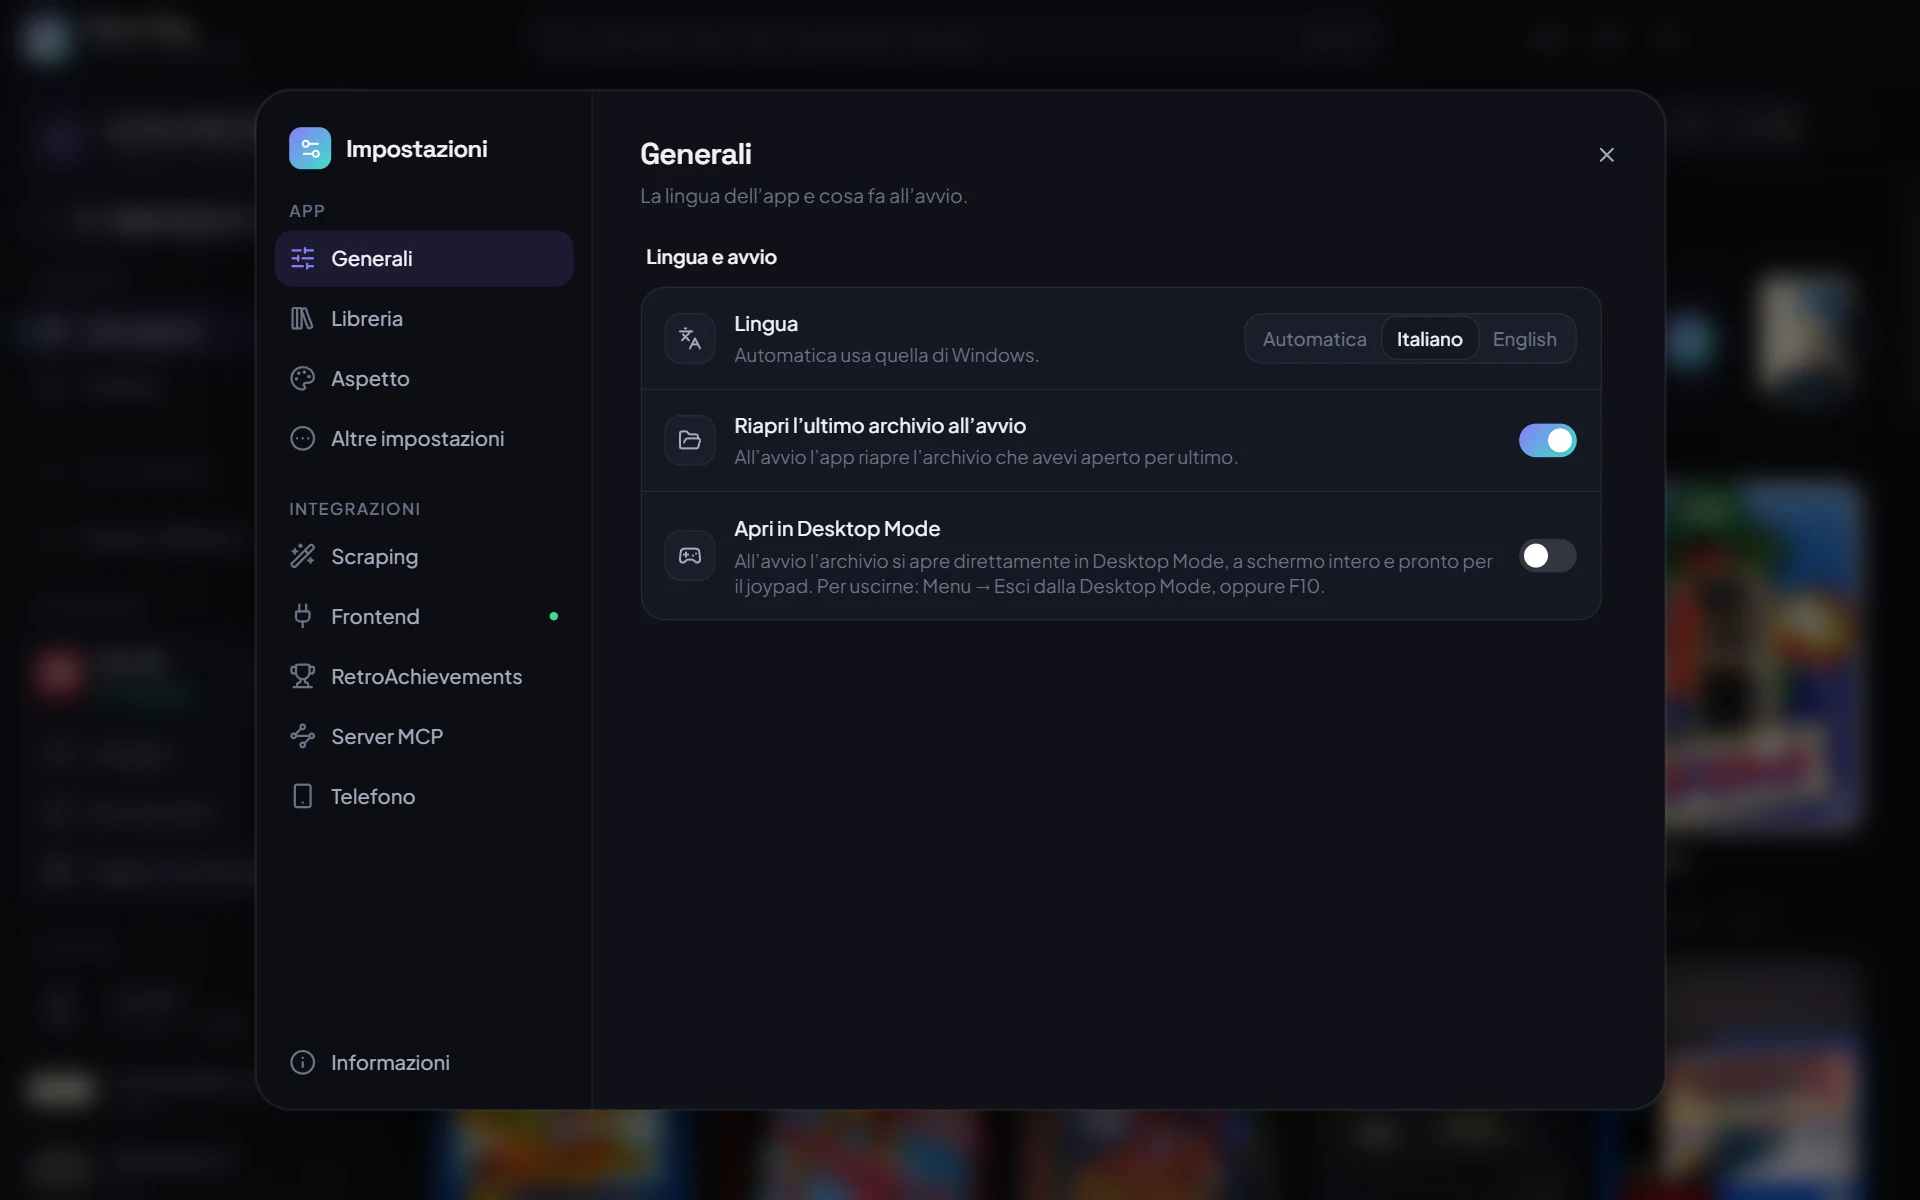 Impostazioni
APP
Generali
Libreria
Aspetto
Altre impostazioni
INTEGRAZIONI
Scraping
Frontend
RetroAchievements
Server MCP
Telefono
Informazioni
Generali
La lingua dell’app e cosa fa all’avvio.
Lingua e avvio
Lingua
Automatica usa quella di Windows.
Automatica Italiano English
Riapri l’ultimo archivio all’avvio
All’avvio l’app riapre l’archivio che avevi aperto per ultimo.
Apri in Desktop Mode
All’avvio l’archivio si apre direttamente in Desktop Mode, a schermo intero e pronto per
il joypad. Per uscirne: Menu → Esci dalla Desktop Mode, oppure F10.